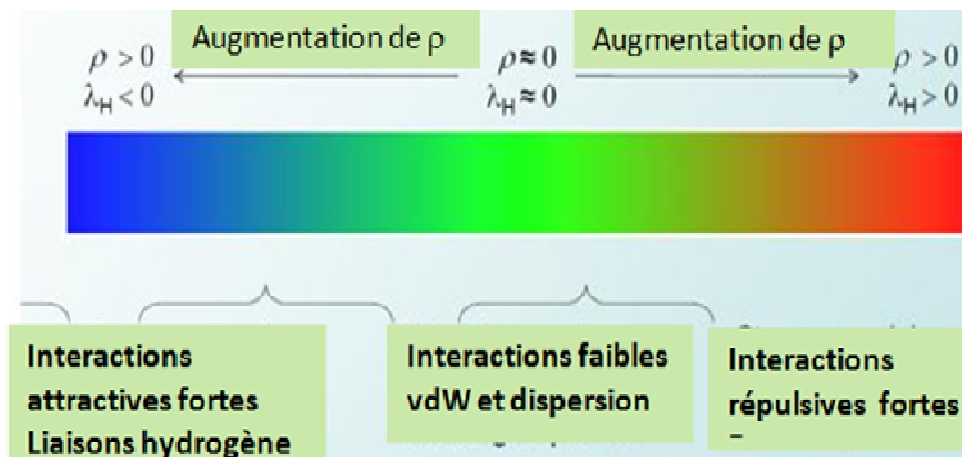 Augmentation de ρ
Augmentation de ρ
ρ > 0
ρ ≈ 0
ρ > 0
λH < 0
λH ≈ 0
λH > 0
Interactions
attractives fortes
Liaisons hydrogène
Interactions faibles
vdW et dispersion
Interactions
répulsives fortes